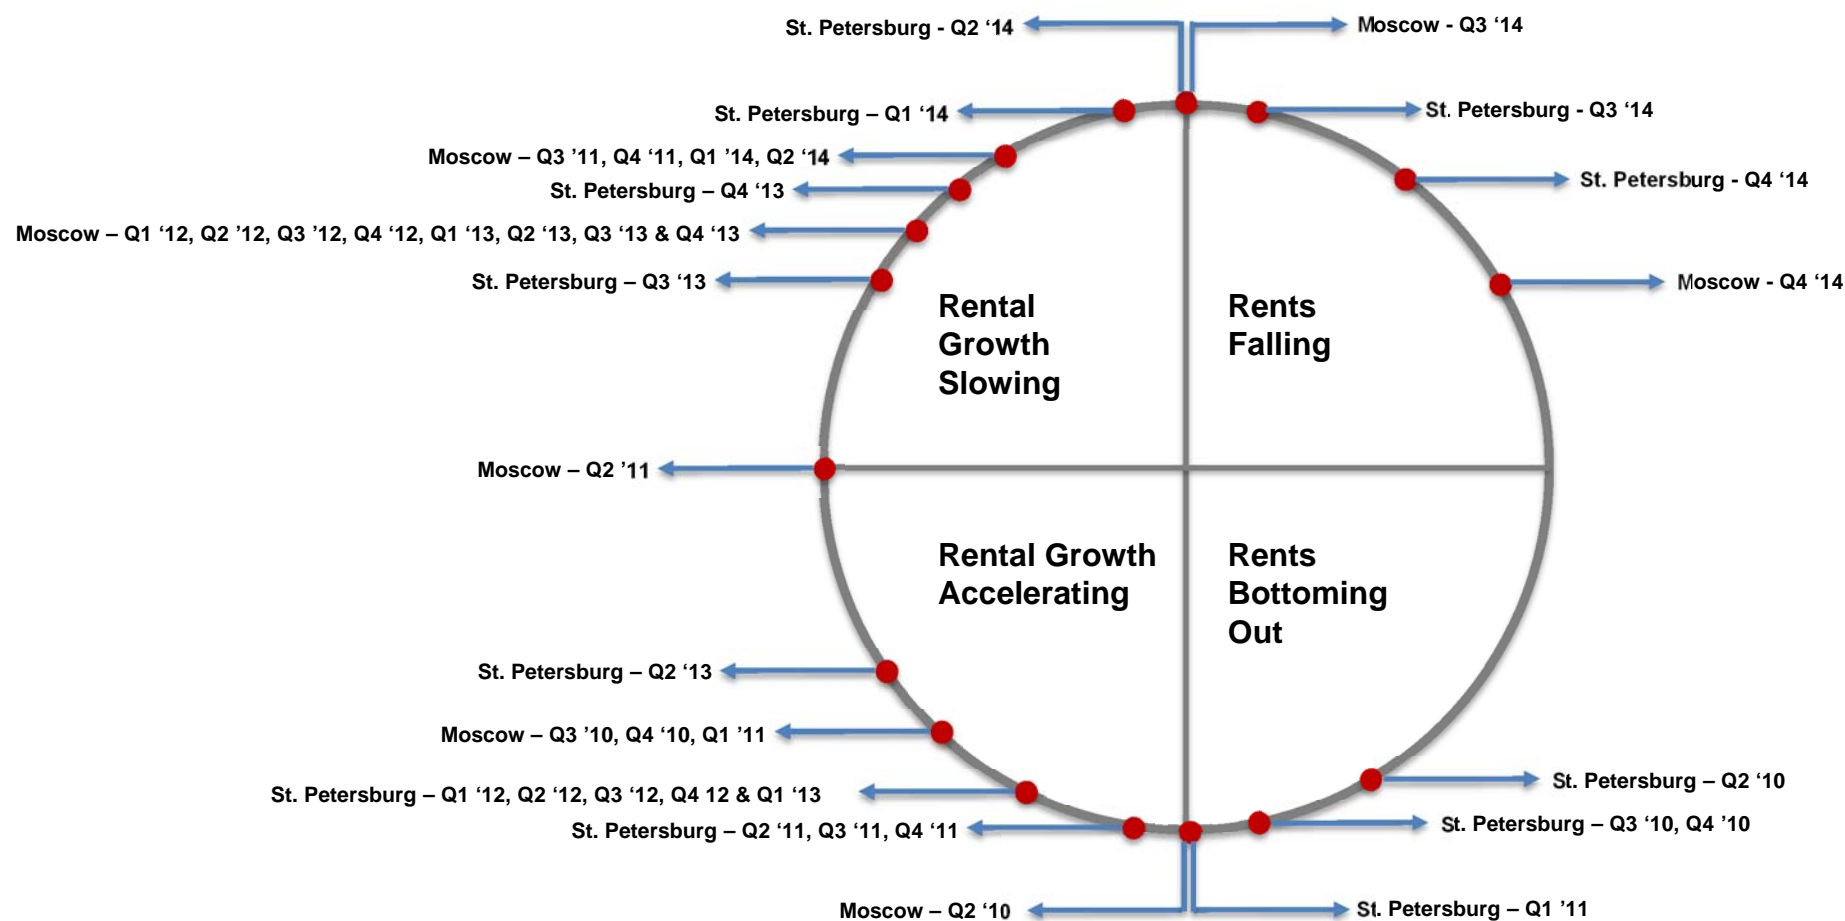 St. Petersburg - Q2 ‘14
Moscow - Q3 ‘14
St. Petersburg – Q1 ‘14
St. Petersburg - Q3 ‘14
Moscow – Q3 ’11, Q4 ‘11, Q1 ’14, Q2 ‘14
St. Petersburg – Q4 ‘13
St. Petersburg - Q4 ‘14
Moscow – Q1 ‘12, Q2 ’12, Q3 ’12, Q4 ‘12, Q1 ‘13, Q2 ‘13, Q3 ‘13 & Q4 ‘13
St. Petersburg – Q3 ‘13
Moscow - Q4 ‘14
Rental
Growth
Slowing
Rents
Falling
Moscow – Q2 ’11
Rental Growth
Accelerating
Rents
Bottoming
Out
St. Petersburg – Q2 ‘13
Moscow – Q3 ’10, Q4 ‘10, Q1 ’11
St. Petersburg – Q2 ‘10
St. Petersburg – Q1 ‘12, Q2 ‘12, Q3 ‘12, Q4 12 & Q1 ‘13
St. Petersburg – Q3 ‘10, Q4 ’10
St. Petersburg – Q2 ‘11, Q3 ‘11, Q4 ‘11
Moscow – Q2 ’10
St. Petersburg – Q1 ’11